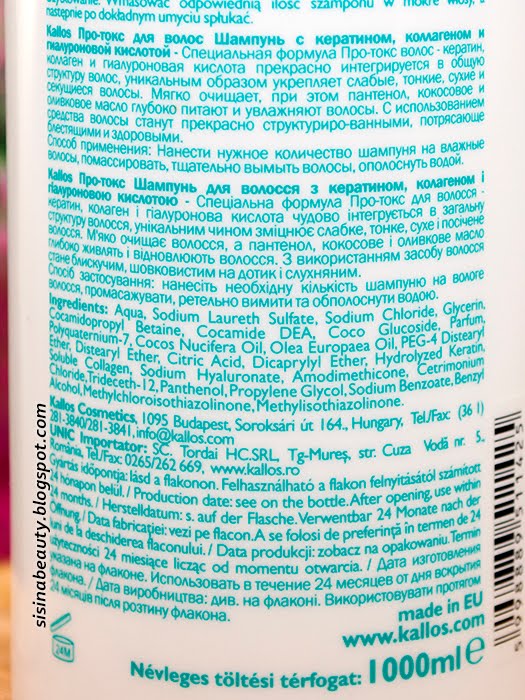 Wmasować odpowiednią ilość szamponu w mokre włosy, a
następnie po dokładnym umyciu spłukać.
Kallos Про-токс для волос Шампунь с кератином, коллагеном и
гиалуроновой кислотой - Специальная формула Про-токс волос - кератин,
коллаген и гиалуроновая кислота прекрасно интегрируется в общую
структуру волос, уникальным образом укрепляет слабые, тонкие, сухие и
секущиеся волосы. Мягко очищает, при этом пантенол, кокосовое и
оливковое масло глубоко питают и увлажняют волосы. С использованием
средства волосы станут прекрасно структуриро-ванными, потрясающе
блестящими и здоровыми.
Способ применения: Нанести нужное количество шампуня на влажные
волосы, помассировать, тщательно вымыть волосы, ополоснуть водой.
Kallos Про-токс Шампунь для волосся з кератином, колагеном і
гіалуроновою кислотою - Спеціальна формула Про-токс для волосся -
кератин, колаген і гіалуронова кислота чудово інтегрується в загальну
структуру волосся, унікальним чином зміцнює слабке, тонке, сухе і посічене
волосся. М'яко очищає волосся, а пантенол, кокосове і оливкове масло
глибоко живлять і відновлюють волосся. З використанням засобу волосся
стане блискучим, шовковистим на дотик і слухняним.
Спосіб застосування: нанесіть необхідну кількість шампуню на вологе
волосся, промасажувати, ретельно вимити та обполоснути водою.
Ingredients: Aqua, Sodium Laureth Sulfate, Sodium Chloride, Glycerin,
Cocamidopropyl Betaine, Cocamide DEA, Coco Glucoside, Parfum,
Polyquaternium-7, Cocos Nucifera Oil, Olea Europaea Oil, PEG-4 Distearyl
Ether, Distearyl Ether, Citric Acid, Dicaprylyl Ether, Hydrolyzed Keratin,
Soluble Collagen, Sodium Hyaluronate, Amodimethicone, Cetrimonium
Chloride, Trideceth-12, Panthenol, Propylene Glycol, Sodium Benzoate, Benzyl
Alcohol, Methylchloroisothiazolinone, Methylisothiazolinone.
Kallos Cosmetics, 1095 Budapest, Soroksári út 164., Hungary, Tel/Fax: (36 1)
281-3840/281-3841, info@kallos.com
UNIC Importator: SC. Tordai HC.SRL, Tg-Mureș, str. Cuza Vodă nr. 5.,
România, Tel/Fax: 0265/262 669, www.kallos.ro
Gyártás időpontja: lásd a flakonon. Felhasználható a flakon felnyitásától számított
24 hónapon belül. / Production date: see on the bottle. After opening, use within
24 months. / Herstelldatum: s. auf der Flasche. Verwentbar 24 Monate nach der
Öffnung. / Data fabricației: vezi pe flacon. A se folosi de preferință în termen de 24
luni de la deschiderea flaconului. / Data produkcji: zobacz na opakowaniu. Termin
użyteczności 24 miesiące licząc od momentu otwarcia. / Дата изготовления
указана на флаконе. Использовать в течение 24 месяцев от дня вскрытия
флакона. / Дата виробництва: див. на флаконі. Використовувати протягом
24 місяців після розтину флакона.
made in EU
www.kallos.com
24M
Névleges töltési térfogat: 1000ml e
sisinabeauty.blogspot.com